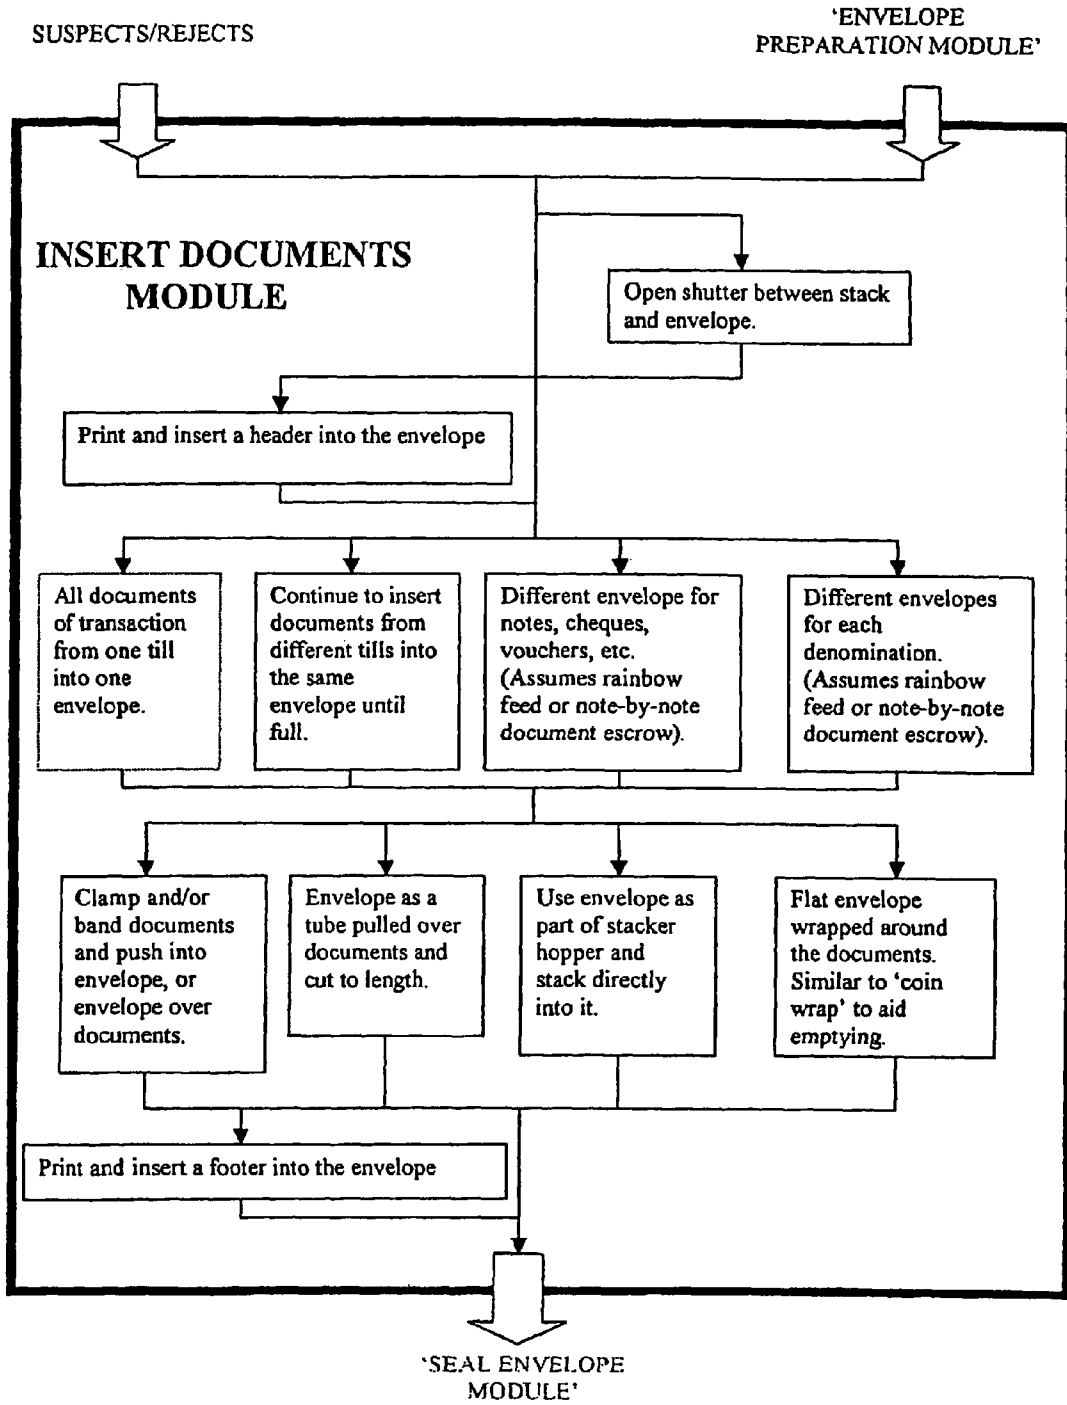 SUSPECTS/REJECTS
‘ENVELOPE
PREPARATION MODULE’
INSERT DOCUMENTS
MODULE
Open shutter between stack
and envelope.
Print and insert a header into the envelope
All documents
of transaction
from one till
into one
envelope.
Continue to insert
documents from
different tills into
the same
envelope until
full.
Different envelope for
notes, cheques,
vouchers, etc.
(Assumes rainbow
feed or note-by-note
document escrow).
Different envelopes
for each
denomination.
(Assumes rainbow
feed or note-by-note
document escrow).
Clamp and/or
band documents
and push into
envelope, or
envelope over
documents.
Envelope as a
tube pulled over
documents and
cut to length.
Use envelope as
part of stacker
hopper and
stack directly
into it.
Flat envelope
wrapped around
the documents.
Similar to ‘coin
wrap’ to aid
emptying.
Print and insert a footer into the envelope
‘SEAL ENVELOPE
MODULE’